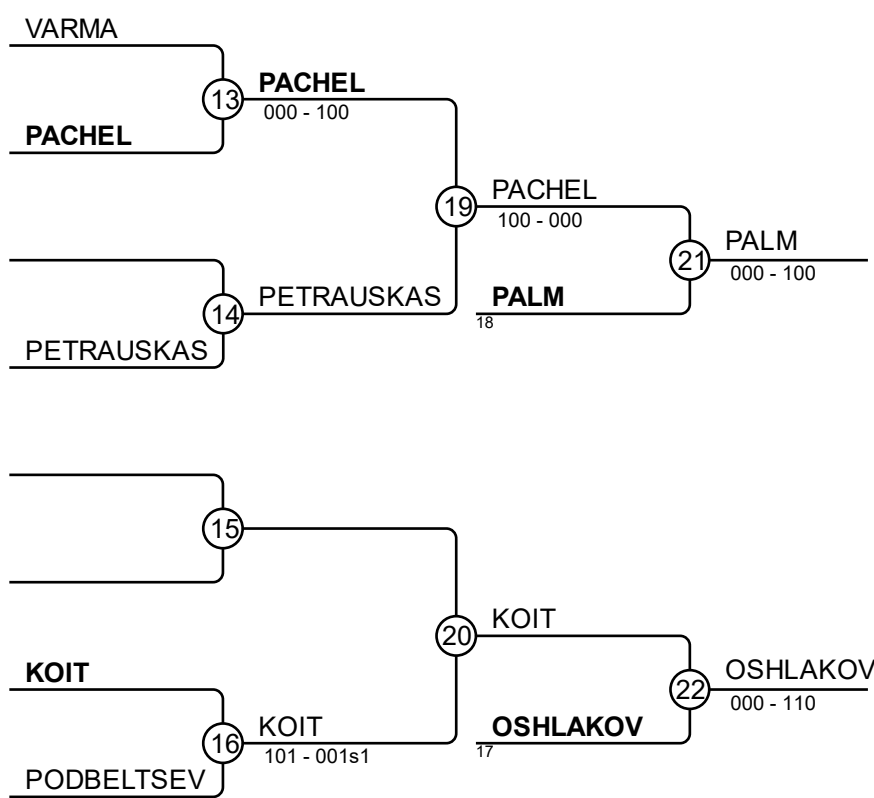 VARMA
13
PACHEL
000 - 100
PACHEL
19
PACHEL
100 - 000
21
PALM
000 - 100
14
PETRAUSKAS
PALM
18
PETRAUSKAS
15
20
KOIT
KOIT
22
OSHLAKOV
000 - 110
16
KOIT
101 - 001s1
OSHLAKOV
17
PODBELTSEV